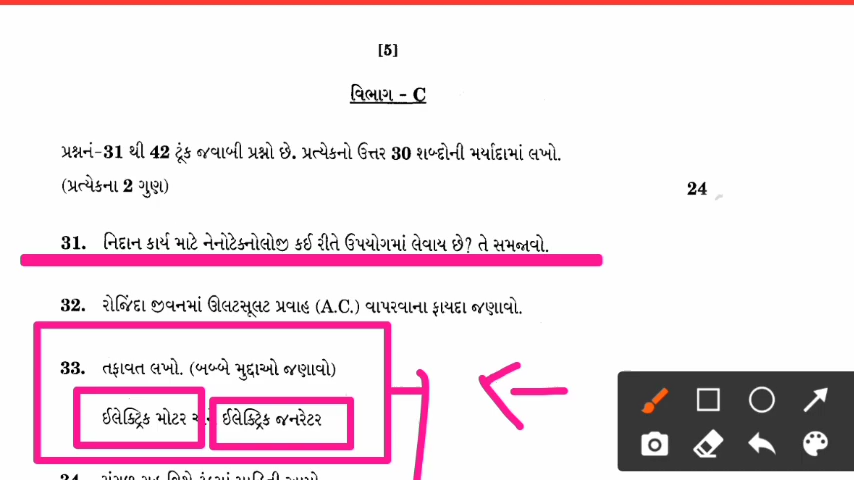 [5]
વિભાગ - C
પ્રશ્નનં-31 થી 42 ટૂંક જવાબી પ્રશ્નો છે. પ્રત્યેકનો ઉત્તર 30 શબ્દોની મર્યાદામાં લખો.
(પ્રત્યેકના 2 ગુણ) 24
31. નિદાન કાર્ય માટે નેનોટેક્નોલોજી કઈ રીતે ઉપયોગમાં લેવાય છે? તે સમજાવો.
32. રોજિંદા જીવનમાં ઊલટસૂલટ પ્રવાહ (A.C.) વાપરવાના ફાયદા જણાવો.
33. તફાવત લખો. (બબ્બે મુદ્દાઓ જણાવો)
ઈલેક્ટ્રિક મોટર અને ઈલેક્ટ્રિક જનરેટર
34.